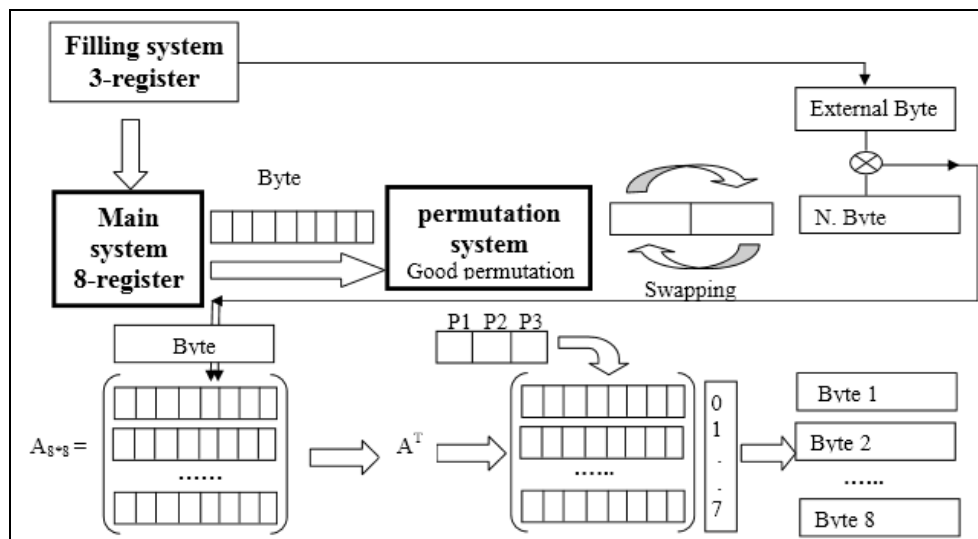 Filling system
3-register
External Byte
Byte
Main
system
8-register
permutation
system
Good permutation
N. Byte
Swapping
P1 P2 P3
Byte
A8*8 =
......
A^T
......
0
1
.
.
7
Byte 1
Byte 2
......
Byte 8